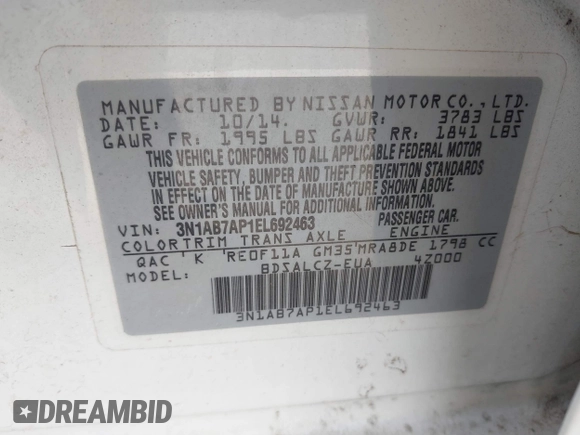 MANUFACTURED BY NISSAN MOTOR CO., LTD.
DATE: 10/14. GVWR: 3783 LBS
GAWR FR: 1995 LBS GAWR RR: 1841 LBS
THIS VEHICLE CONFORMS TO ALL APPLICABLE FEDERAL MOTOR
VEHICLE SAFETY, BUMPER AND THEFT PREVENTION STANDARDS
IN EFFECT ON THE DATE OF MANUFACTURE SHOWN ABOVE.
SEE OWNER'S MANUAL FOR ADDITIONAL INFORMATION.
VIN: 3N1AB7AP1EL692463 PASSENGER CAR.
COLOR TRIM TRANS AXLE ENGINE
QAC 'K 'RE0F11A GM35'MRA8DE 1798 CC
MODEL: BDSALCZ-EUA 4Z000
3N1AB7AP1EL692463
DREAMBID